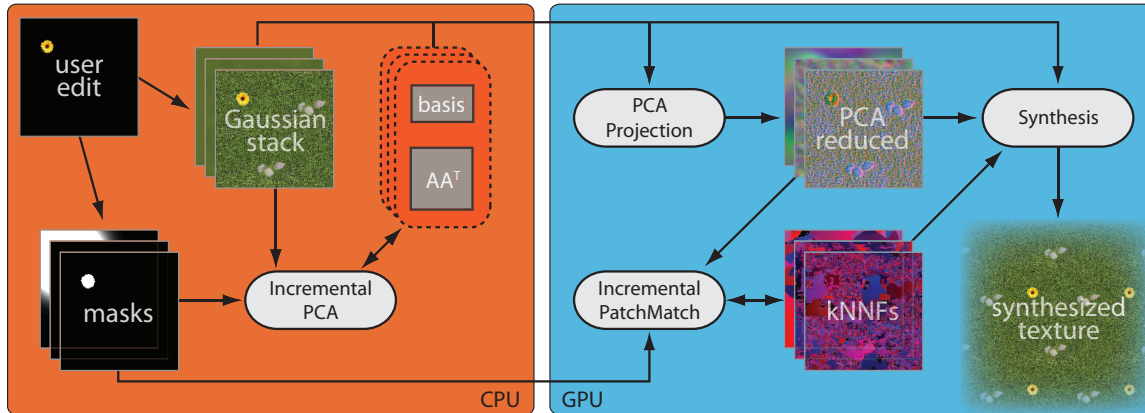 user
edit
Gaussian
stack
basis
AAᵀ
masks
Incremental
PCA
CPU
PCA
Projection
PCA
reduced
Synthesis
Incremental
PatchMatch
kNNFs
synthesized
texture
GPU